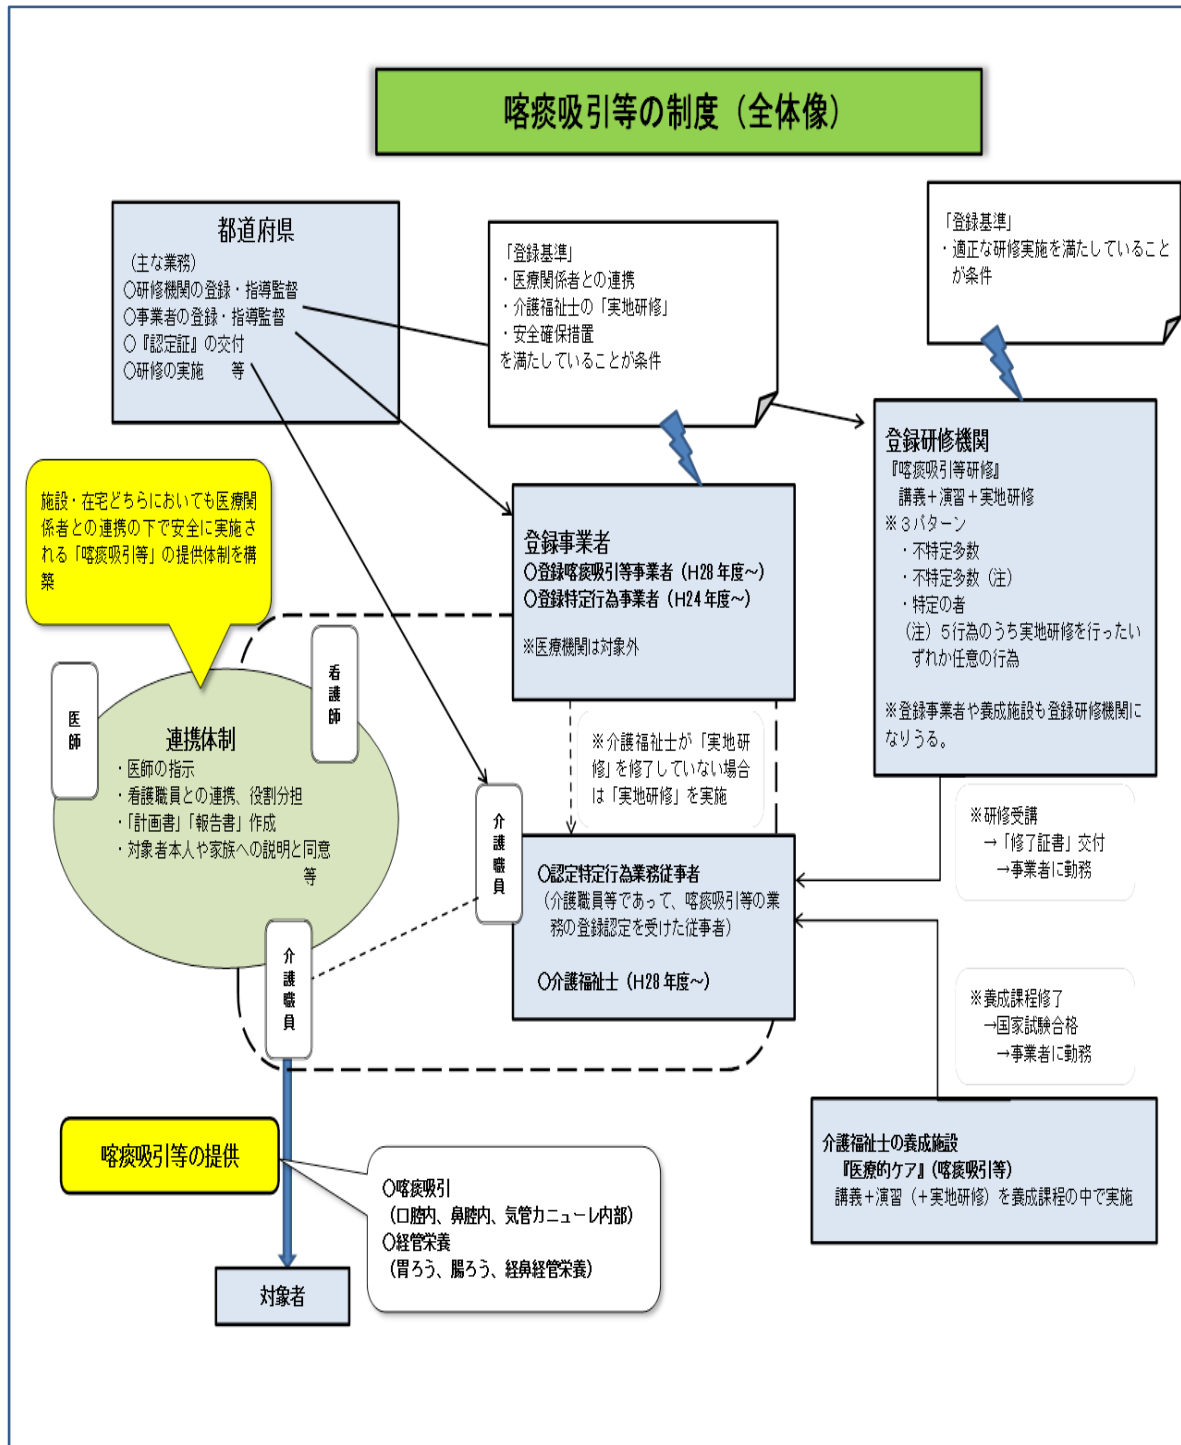 喀痰吸引等の制度（全体像）
都道府県
（主な業務）
○研修機関の登録・指導監督
○事業者の登録・指導監督
○『認定証』の交付
○研修の実施　等
「登録基準」
・医療関係者との連携
・介護福祉士の「実地研修」
・安全確保措置
を満たしていることが条件
「登録基準」
・適正な研修実施を満たしていること
が条件
登録研修機関
『喀痰吸引等研修』
講義＋演習＋実地研修
※３パターン
・不特定多数
・不特定多数（注）
・特定の者
（注）５行為のうち実地研修を行ったい
ずれか任意の行為
※登録事業者や養成施設も登録研修機関に
なりうる。
施設・在宅どちらにおいても医療関
係者との連携の下で安全に実施さ
れる「喀痰吸引等」の提供体制を構
築
登録事業者
○登録喀痰吸引等事業者（H28年度～）
○登録特定行為事業者（H24年度～）
※医療機関は対象外
医師
看護師
連携体制
・医師の指示
・看護職員との連携、役割分担
・「計画書」「報告書」作成
・対象者本人や家族への説明と同意
等
※介護福祉士が「実地研
修」を修了していない場合
は「実地研修」を実施
介護職員
○認定特定行為業務従事者
（介護職員等であって、喀痰吸引等の業
務の登録認定を受けた従事者）
○介護福祉士（H28年度～）
※研修受講
→「修了証書」交付
→事業者に勤務
介護職員
※養成課程修了
→国家試験合格
→事業者に勤務
介護福祉士の養成施設
『医療的ケア』（喀痰吸引等）
講義＋演習（＋実地研修）を養成課程の中で実施
喀痰吸引等の提供
○喀痰吸引
（口腔内、鼻腔内、気管カニューレ内部）
○経管栄養
（胃ろう、腸ろう、経鼻経管栄養）
対象者